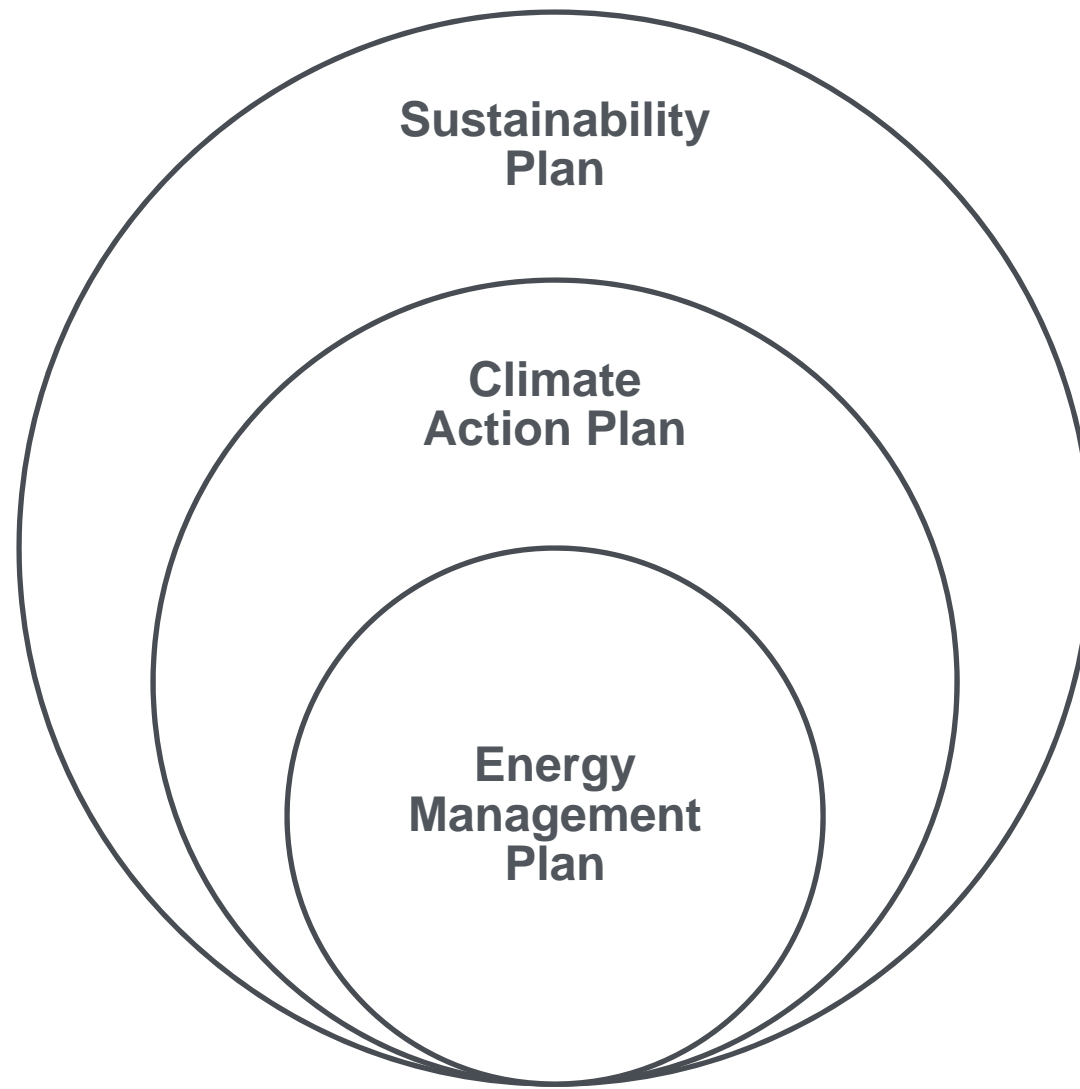 Sustainability
Plan
Climate
Action Plan
Energy
Management
Plan